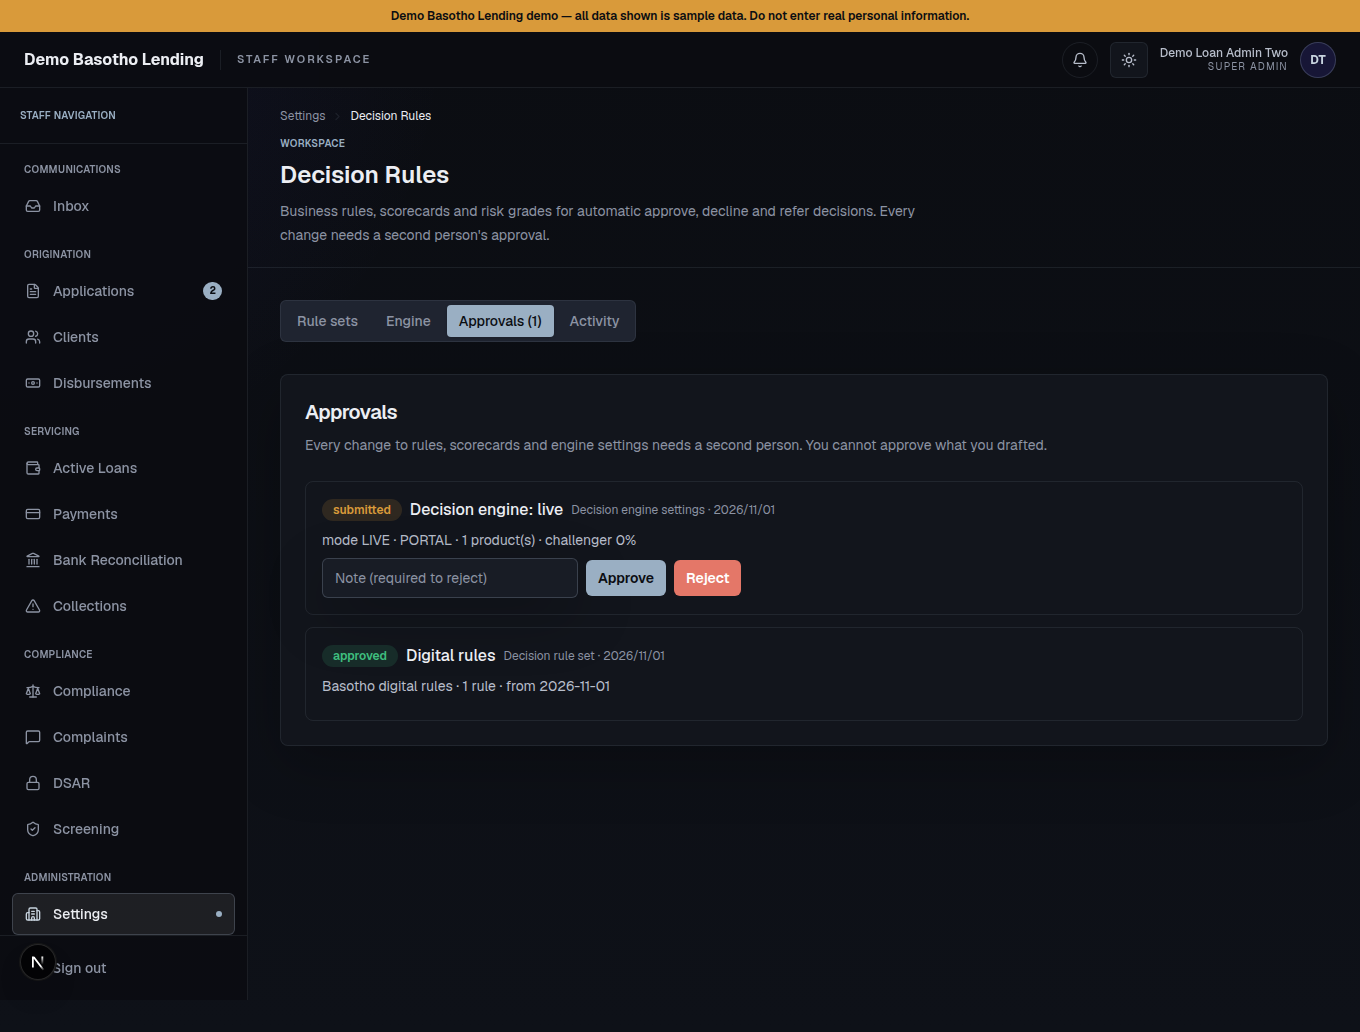 Demo Basotho Lending demo — all data shown is sample data. Do not enter real personal information.
Demo Basotho Lending
STAFF WORKSPACE
Demo Loan Admin Two
SUPER ADMIN
DT
STAFF NAVIGATION
COMMUNICATIONS
Inbox
ORIGINATION
Applications 2
Clients
Disbursements
SERVICING
Active Loans
Payments
Bank Reconciliation
Collections
COMPLIANCE
Compliance
Complaints
DSAR
Screening
ADMINISTRATION
Settings
N
Sign out
Settings Decision Rules
WORKSPACE
Decision Rules
Business rules, scorecards and risk grades for automatic approve, decline and refer decisions. Every
change needs a second person's approval.
Rule sets Engine Approvals (1) Activity
Approvals
Every change to rules, scorecards and engine settings needs a second person. You cannot approve what you drafted.
submitted Decision engine: live Decision engine settings · 2026/11/01
mode LIVE · PORTAL · 1 product(s) · challenger 0%
Note (required to reject) Approve Reject
approved Digital rules Decision rule set · 2026/11/01
Basotho digital rules · 1 rule · from 2026-11-01